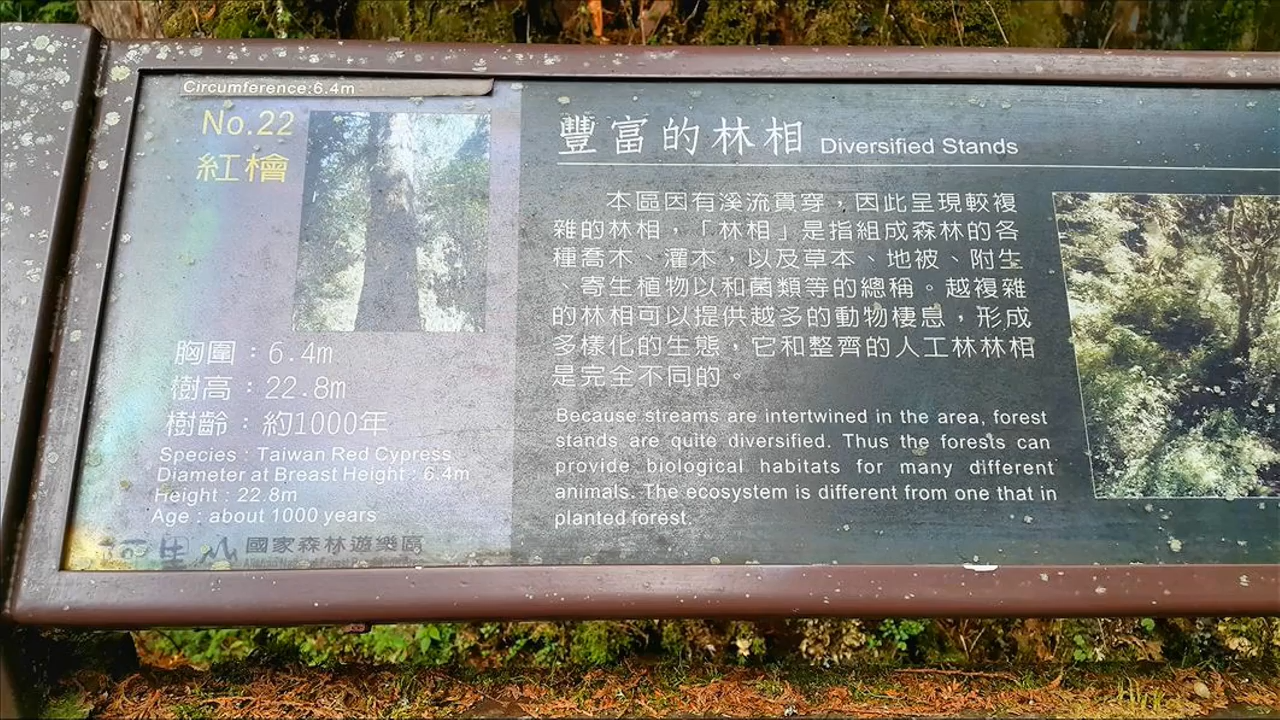 Circumference:6.4m
No.22
紅檜
胸圍：6.4m
樹高：22.8m
樹齡：約1000年
Species : Taiwan Red Cypress
Diameter at Breast Height : 6.4m
Height : 22.8m
Age : about 1000 years
阿里山 國家森林遊樂區
豐富的林相 Diversified Stands
本區因有溪流貫穿，因此呈現較複
雜的林相，「林相」是指組成森林的各
種喬木、灌木，以及草本、地被、附生
、寄生植物以和菌類等的總稱。越複雜
的林相可以提供越多的動物棲息，形成
多樣化的生態，它和整齊的人工林林相
是完全不同的。
Because streams are intertwined in the area, forest
stands are quite diversified. Thus the forests can
provide biological habitats for many different
animals. The ecosystem is different from one that in
planted forest.